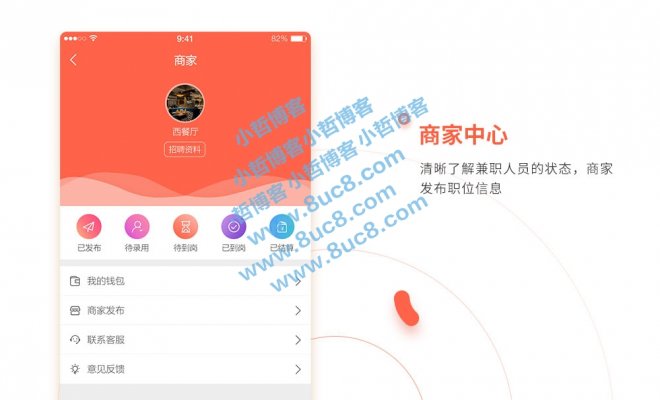 9:41
82%
商家
西餐厅
招聘资料
已发布
待录用
待到岗
已到岗
已结算
我的钱包
商家发布
联系客服
意见反馈
商家中心
清晰了解兼职人员的状态，商家
发布职位信息
小哲博客小哲博客小哲博客
www.8uc8.com
哲博客小哲博客小哲博客
www.8uc8.com
www.8uc8.com